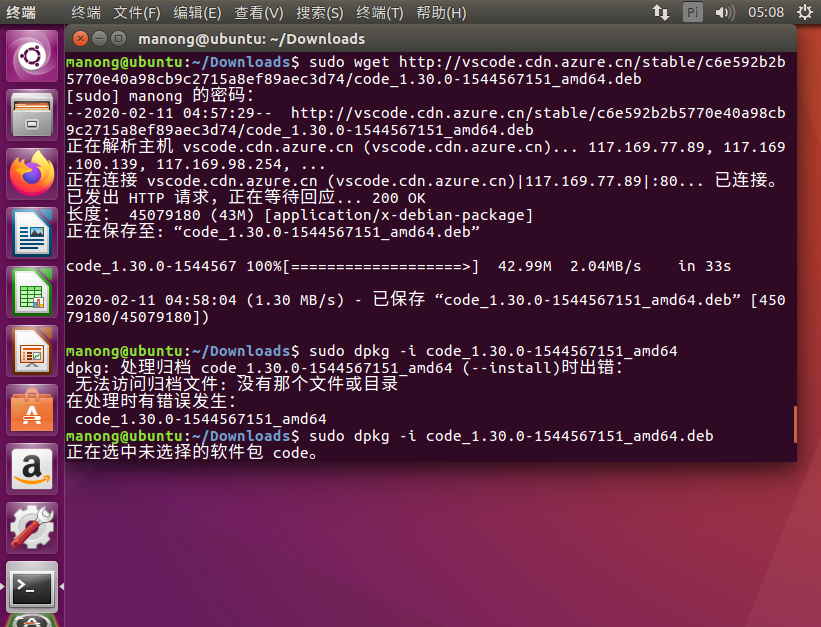 终端
终端 文件(F) 编辑(E) 查看(V) 搜索(S) 终端(T) 帮助(H)
Pi
05:08
manong@ubuntu: ~/Downloads
manong@ubuntu:~/Downloads$ sudo wget http://vscode.cdn.azure.cn/stable/c6e592b2b
5770e40a98cb9c2715a8ef89aec3d74/code_1.30.0-1544567151_amd64.deb
[sudo] manong 的密码：
--2020-02-11 04:57:29--  http://vscode.cdn.azure.cn/stable/c6e592b2b5770e40a98cb
9c2715a8ef89aec3d74/code_1.30.0-1544567151_amd64.deb
正在解析主机 vscode.cdn.azure.cn (vscode.cdn.azure.cn)... 117.169.77.89, 117.169
.100.139, 117.169.98.254, ...
正在连接 vscode.cdn.azure.cn (vscode.cdn.azure.cn)|117.169.77.89|:80... 已连接。
已发出 HTTP 请求，正在等待回应... 200 OK
长度： 45079180 (43M) [application/x-debian-package]
正在保存至: “code_1.30.0-1544567151_amd64.deb”
code_1.30.0-1544567 100%[===================>]  42.99M  2.04MB/s    in 33s
2020-02-11 04:58:04 (1.30 MB/s) - 已保存 “code_1.30.0-1544567151_amd64.deb” [450
79180/45079180])
manong@ubuntu:~/Downloads$ sudo dpkg -i code_1.30.0-1544567151_amd64
dpkg: 处理归档 code_1.30.0-1544567151_amd64 (--install)时出错：
无法访问归档文件: 没有那个文件或目录
在处理时有错误发生：
code_1.30.0-1544567151_amd64
manong@ubuntu:~/Downloads$ sudo dpkg -i code_1.30.0-1544567151_amd64.deb
正在选中未选择的软件包 code。